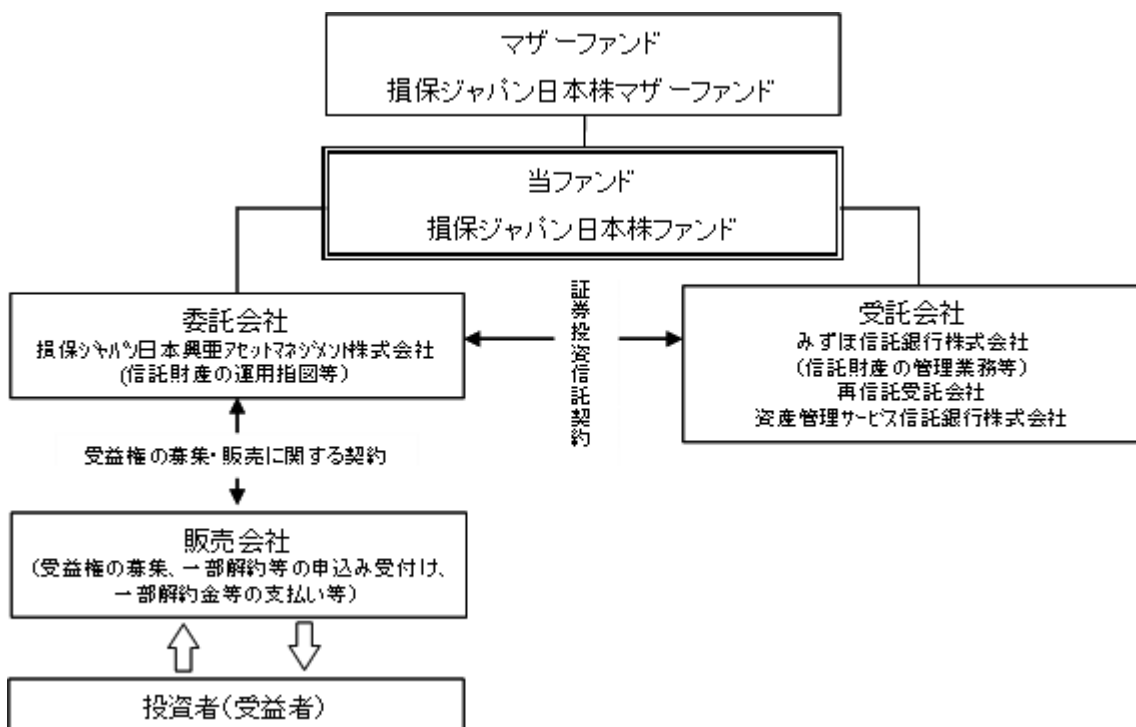 マザーファンド
損保ジャパン日本株マザーファンド
当ファンド
損保ジャパン日本株ファンド
委託会社
損保ジャパン日本興亜アセットマネジメント株式会社
(信託財産の運用指図等)
証券投資信託契約
受託会社
みずほ信託銀行株式会社
(信託財産の管理業務等)
再信託受託会社
資産管理サービス信託銀行株式会社
受益権の募集・販売に関する契約
販売会社
(受益権の募集、一部解約等の申込み受付け、
一部解約金等の支払い等)
投資者(受益者)